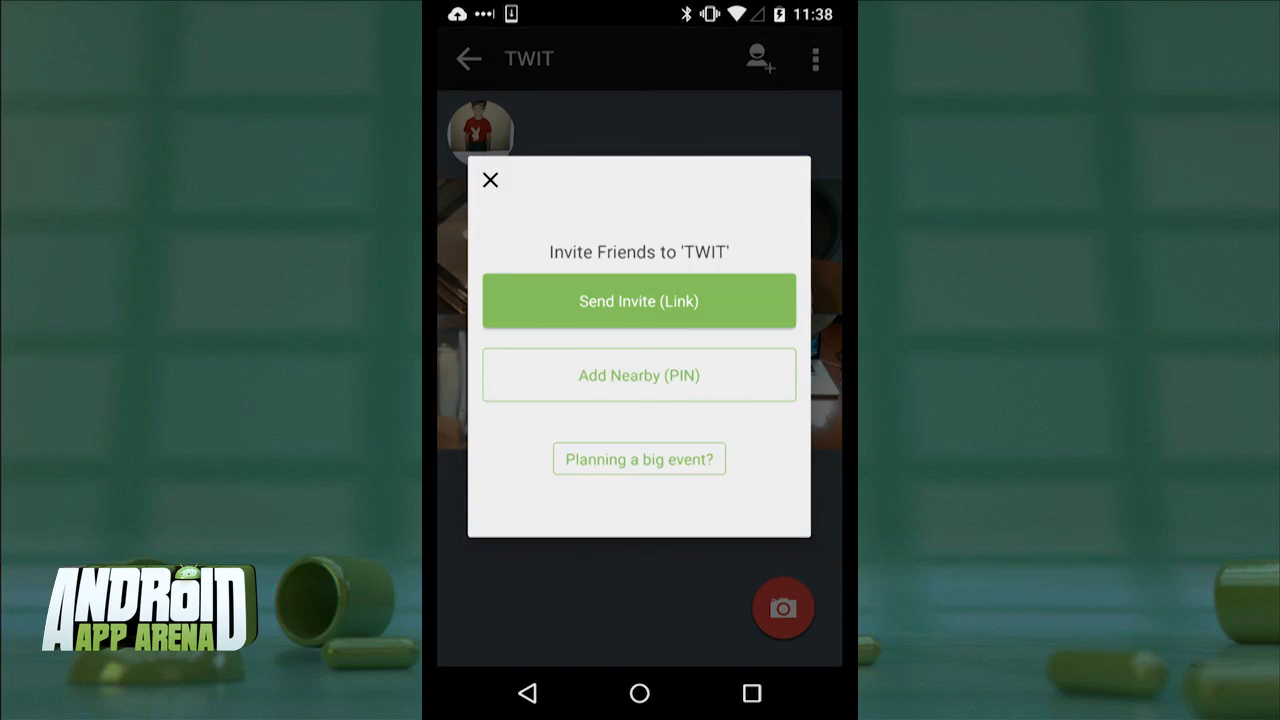 11:38
TWIT
Invite Friends to 'TWIT'
Send Invite (Link)
Add Nearby (PIN)
Planning a big event?
ANDROID
APP ARENA